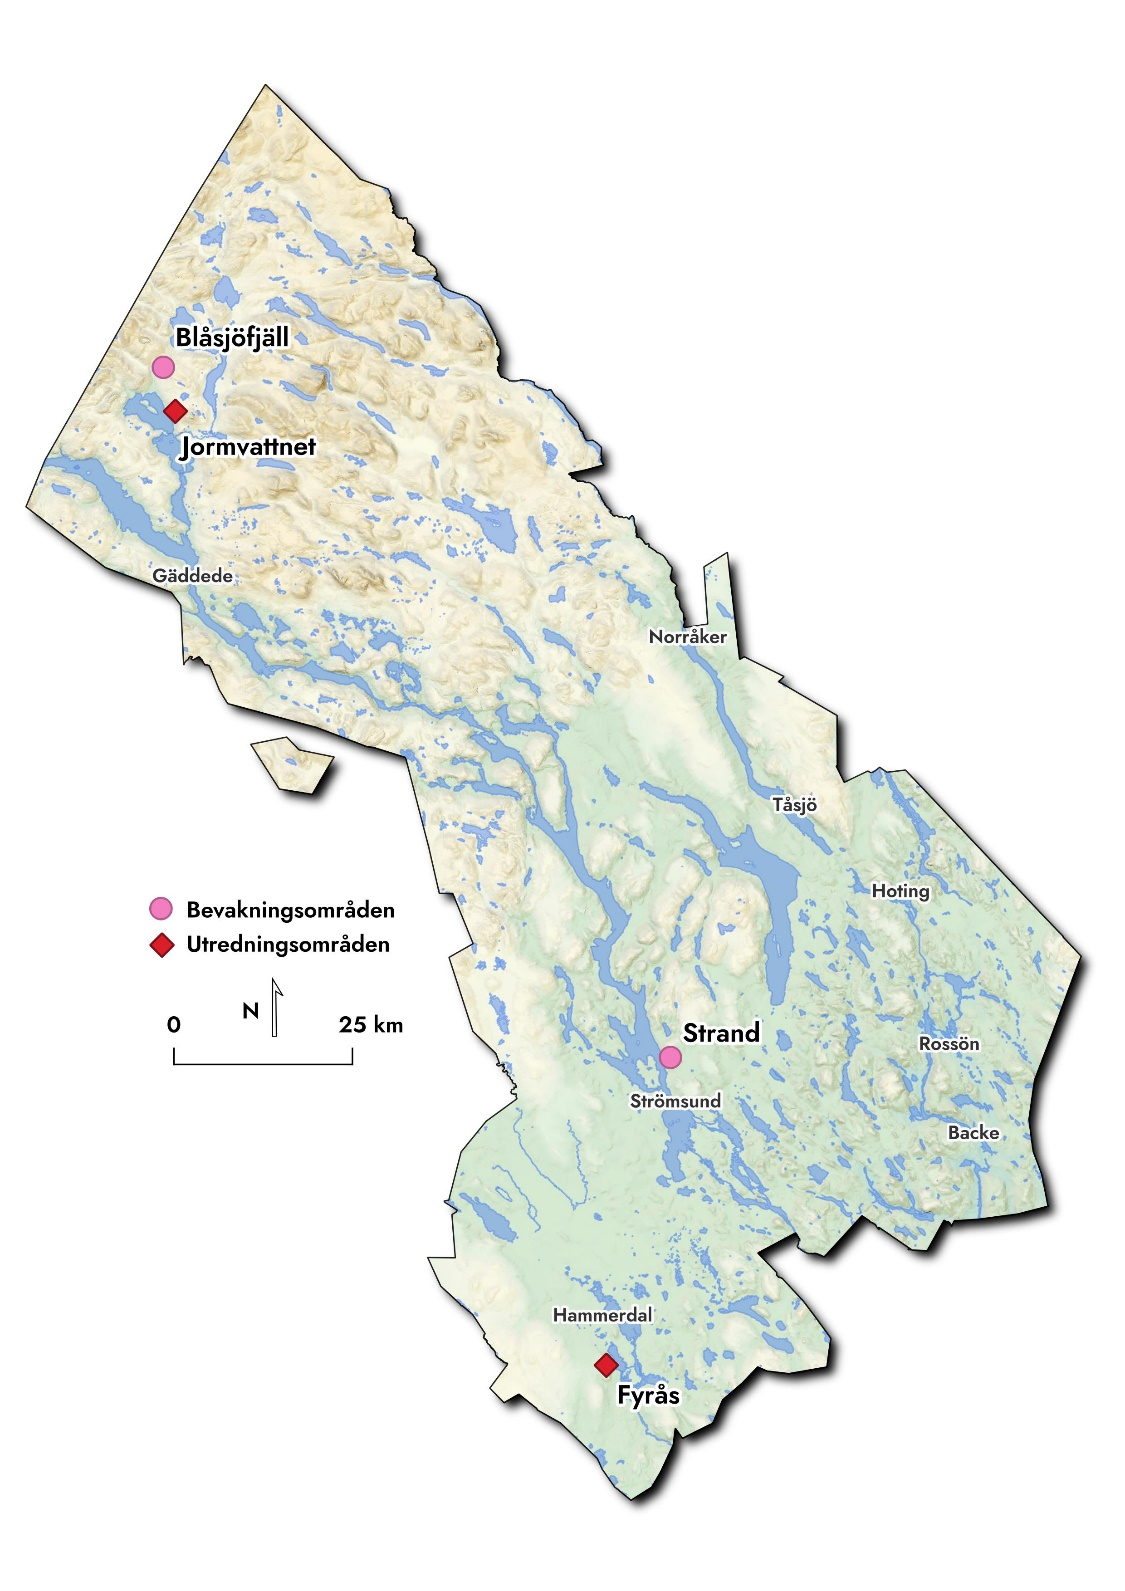 Blåsjöfjäll
Jormvattnet
Gäddede
Norråker
Tåsjö
Hoting
Bevakningsområden
Utredningsområden
N
0 25 km
Strand
Rossön
Strömsund
Backe
Hammerdal
Fyrås